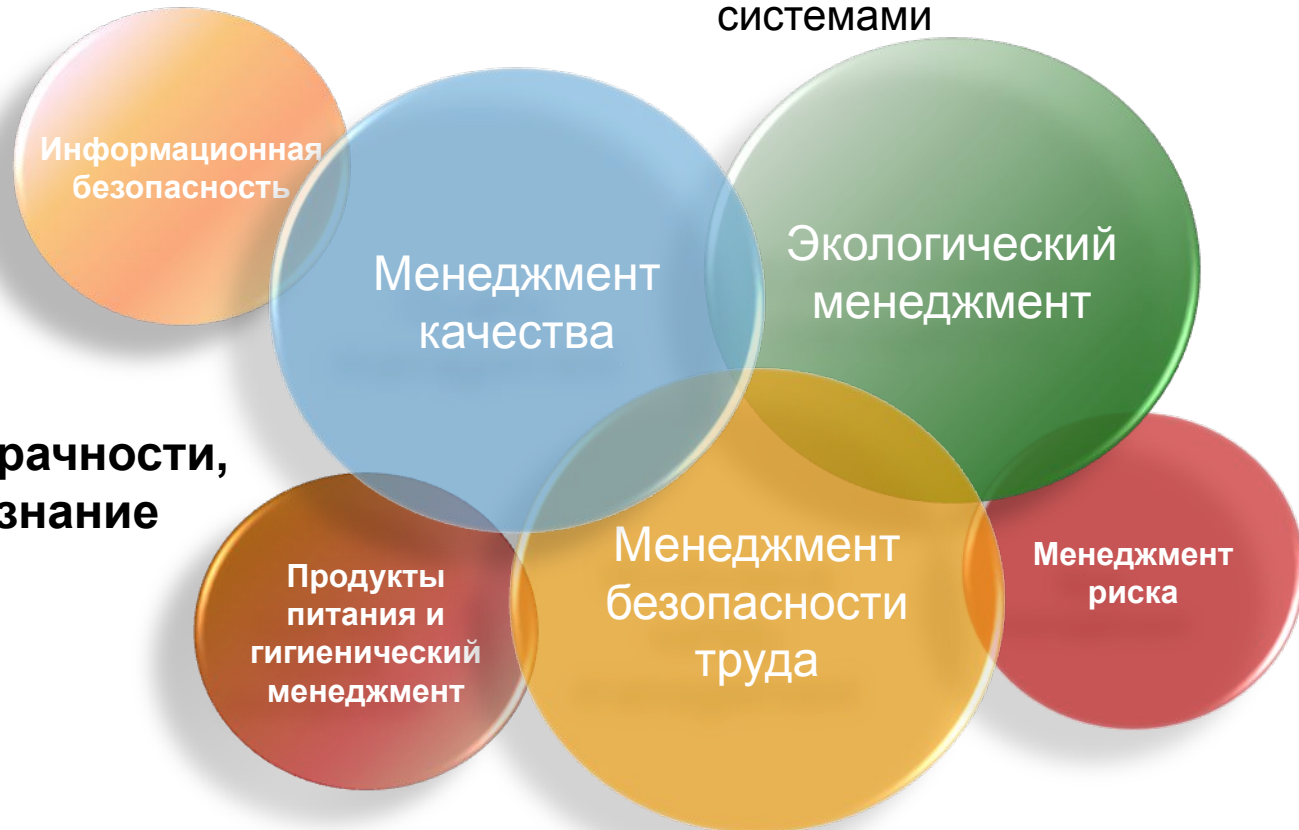 системами
Информационная
безопасность
Менеджмент
качества
Экологический
менеджмент
рачности,
знание
Продукты
питания и
гигиенический
менеджмент
Менеджмент
безопасности
труда
Менеджмент
риска